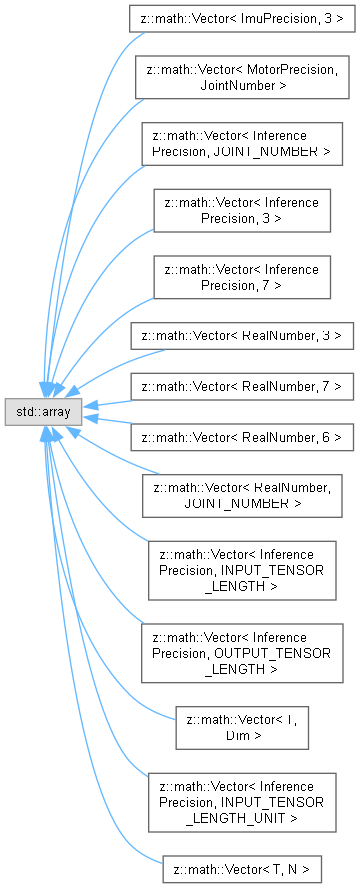 z::math::Vector< ImuPrecision, 3 >
z::math::Vector< MotorPrecision,
JointNumber >
z::math::Vector< Inference
Precision, JOINT_NUMBER >
z::math::Vector< Inference
Precision, 3 >
z::math::Vector< Inference
Precision, 7 >
z::math::Vector< RealNumber, 3 >
z::math::Vector< RealNumber, 7 >
std::array
z::math::Vector< RealNumber, 6 >
z::math::Vector< RealNumber,
JOINT_NUMBER >
z::math::Vector< Inference
Precision, INPUT_TENSOR
_LENGTH >
z::math::Vector< Inference
Precision, OUTPUT_TENSOR
_LENGTH >
z::math::Vector< T,
Dim >
z::math::Vector< Inference
Precision, INPUT_TENSOR
_LENGTH_UNIT >
z::math::Vector< T, N >